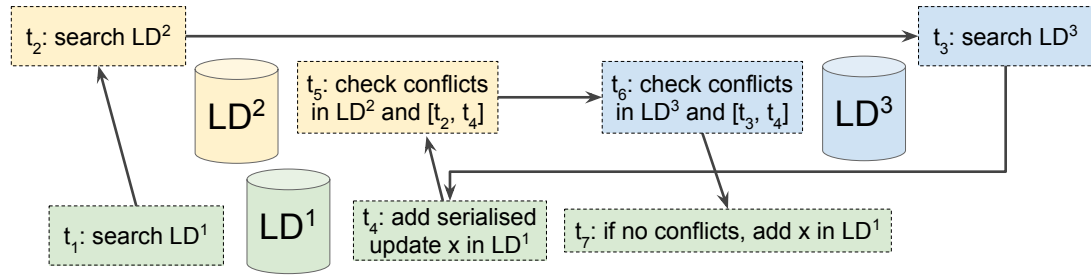 t₂: search LD²
t₃: search LD³
LD²
t₅: check conflicts
in LD² and [t₂, t₄]
t₆: check conflicts
in LD³ and [t₃, t₄]
LD³
t₁: search LD¹
LD¹
t₄: add serialised
update x in LD¹
t₇: if no conflicts, add x in LD¹